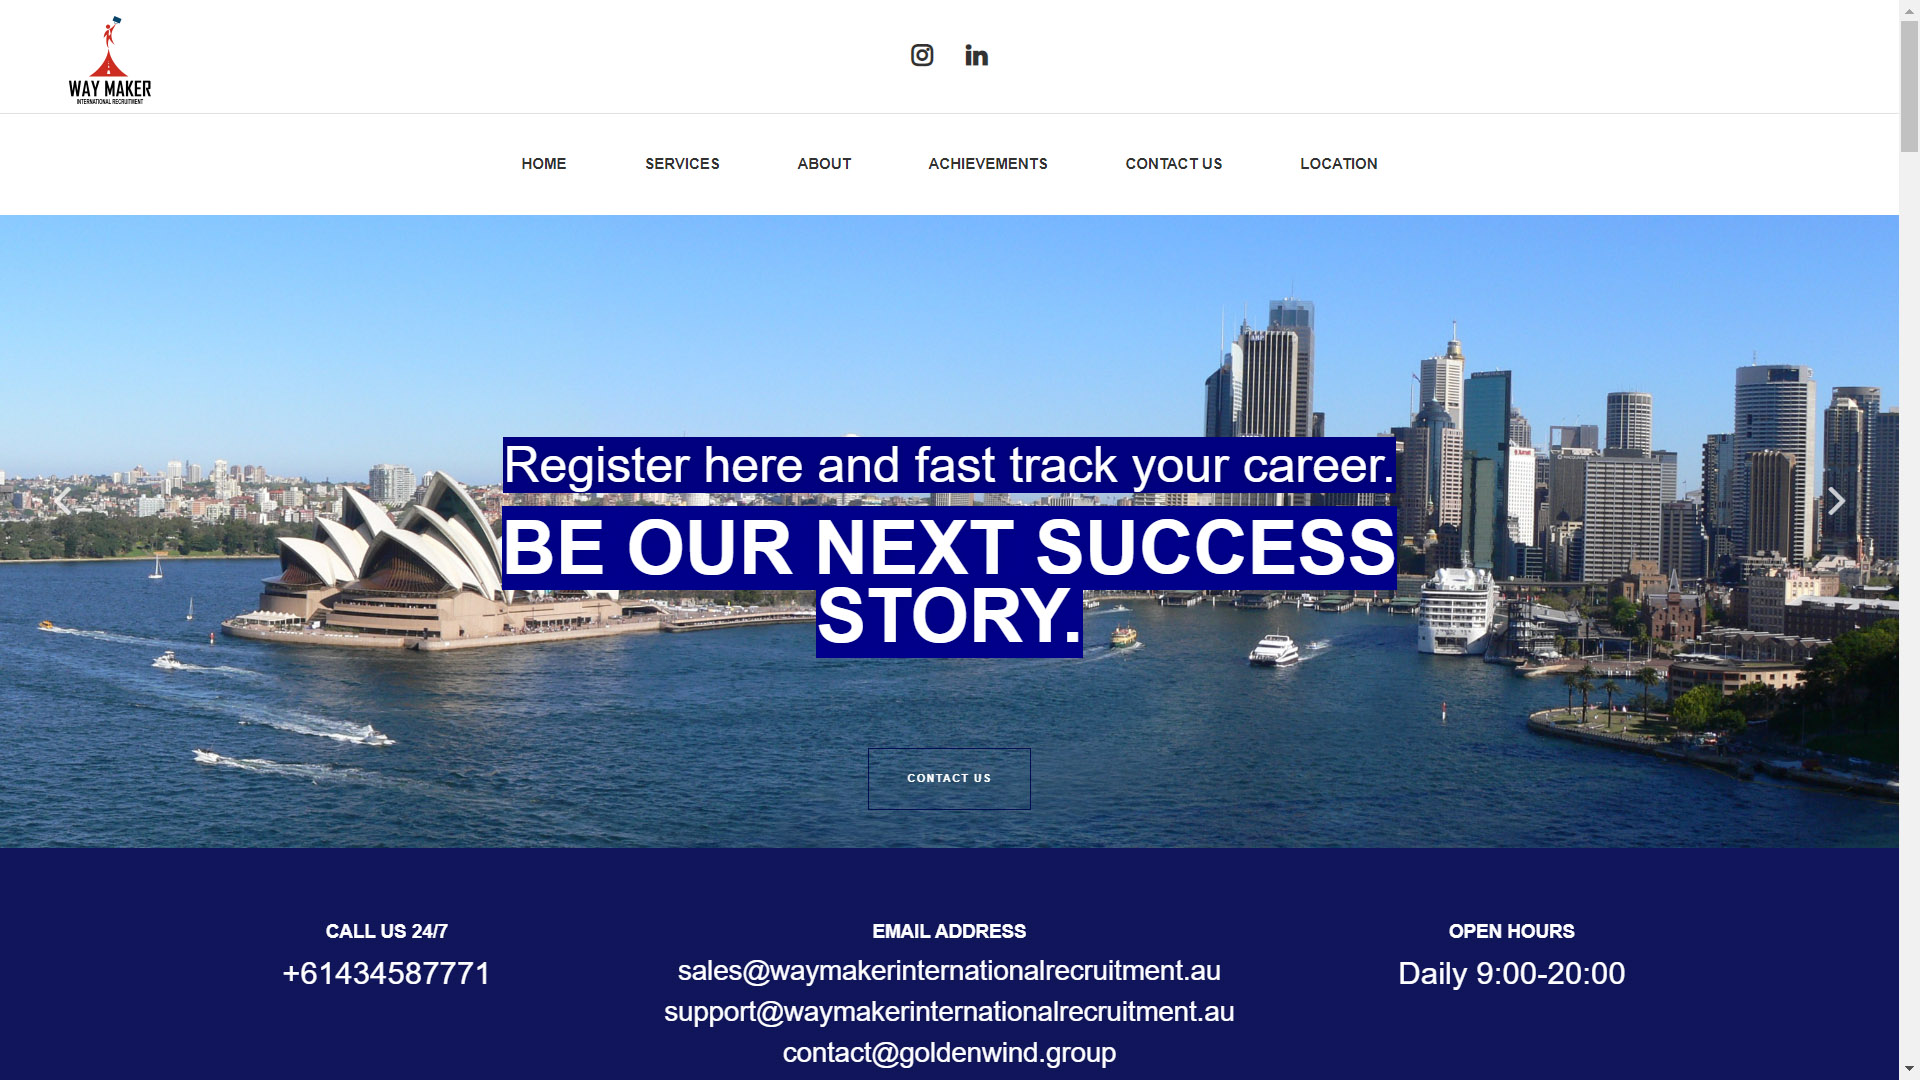 WAY MAKER
INTERNATIONAL RECRUITMENT
HOME
SERVICES
ABOUT
ACHIEVEMENTS
CONTACT US
LOCATION
Register here and fast track your career.
BE OUR NEXT SUCCESS
STORY.
CONTACT US
CALL US 24/7
+61434587771
EMAIL ADDRESS
sales@waymakerinternationalrecruitment.au
support@waymakerinternationalrecruitment.au
contact@goldenwind.group
OPEN HOURS
Daily 9:00-20:00